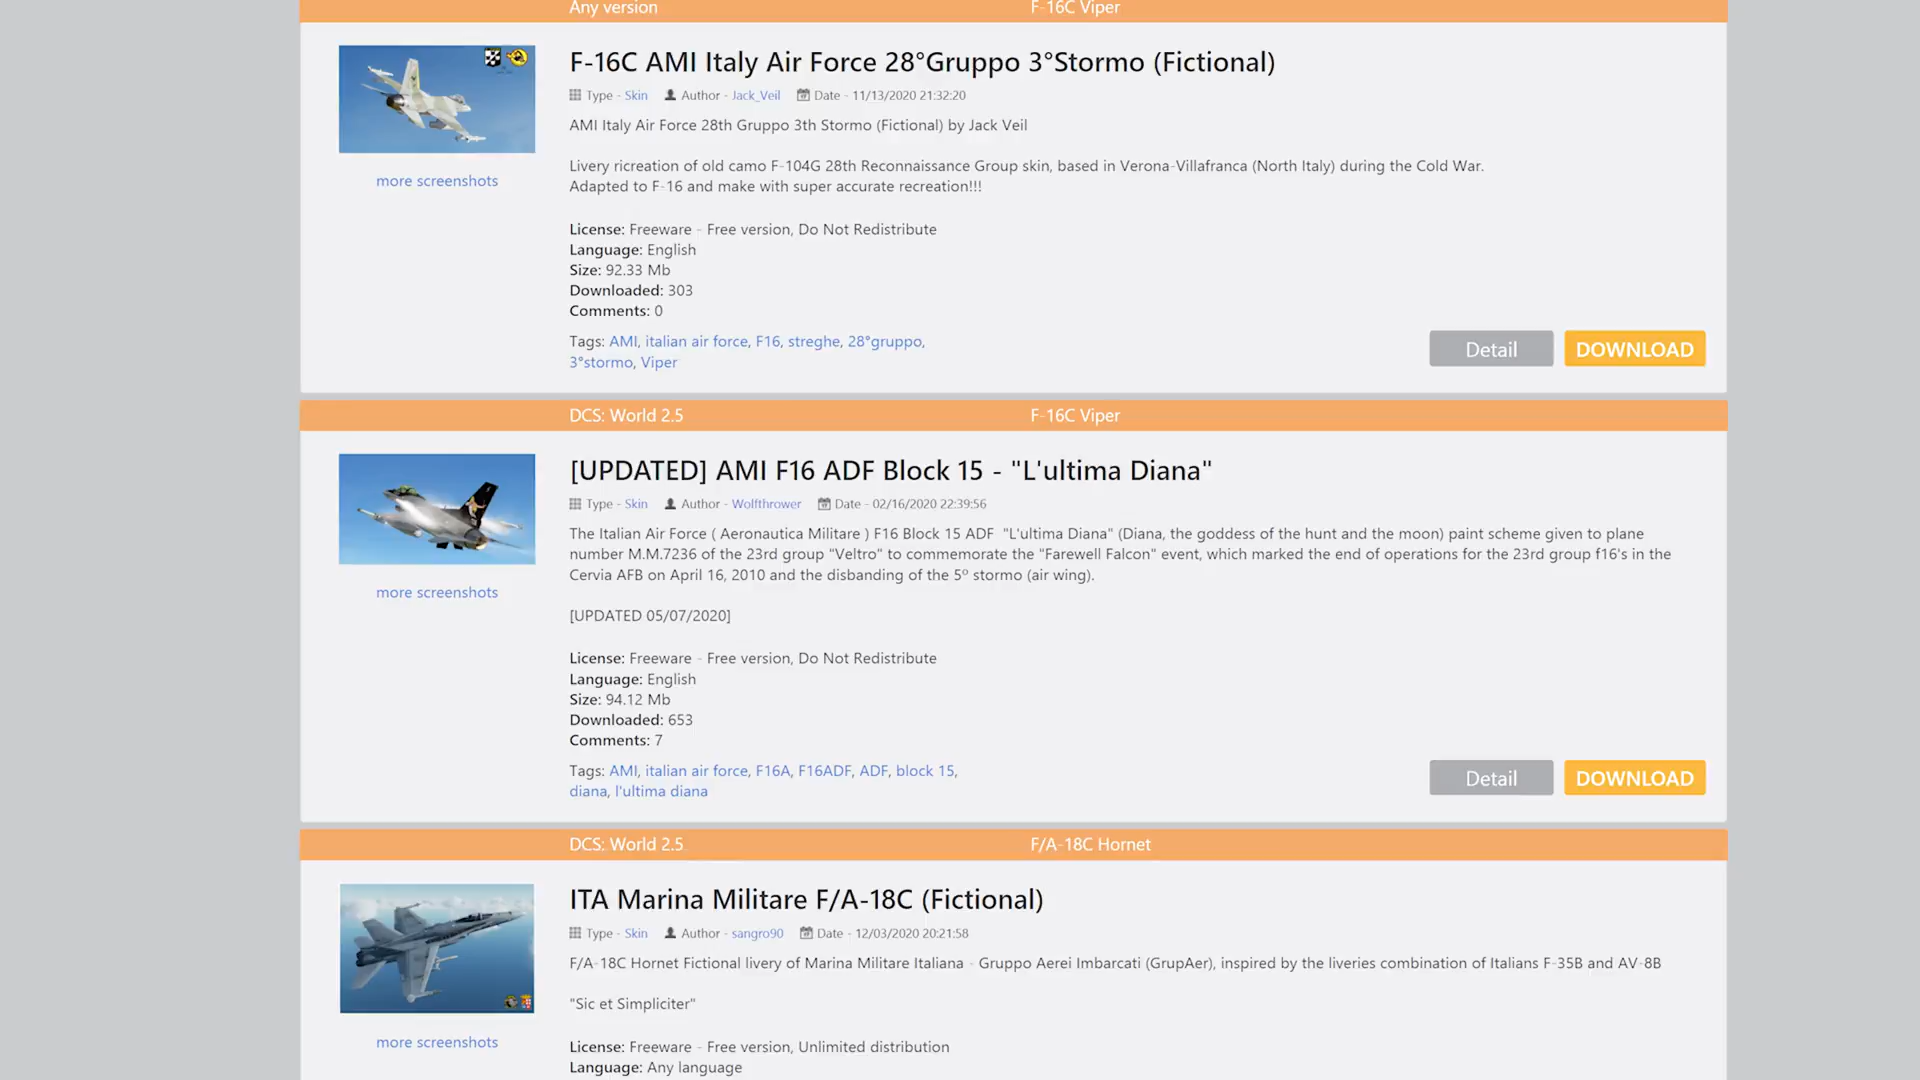 Any version F-16C Viper
F-16C AMI Italy Air Force 28°Gruppo 3°Stormo (Fictional)
Type - Skin Author - Jack_Veil Date - 11/13/2020 21:32:20
AMI Italy Air Force 28th Gruppo 3th Stormo (Fictional) by Jack Veil
Livery ricreation of old camo F-104G 28th Reconnaissance Group skin, based in Verona-Villafranca (North Italy) during the Cold War.
Adapted to F-16 and make with super accurate recreation!!!
more screenshots
License: Freeware - Free version, Do Not Redistribute
Language: English
Size: 92.33 Mb
Downloaded: 303
Comments: 0
Tags: AMI, italian air force, F16, streghe, 28°gruppo,
3°stormo, Viper
Detail DOWNLOAD
DCS: World 2.5 F-16C Viper
[UPDATED] AMI F16 ADF Block 15 - "L'ultima Diana"
Type - Skin Author - Wolfthrower Date - 02/16/2020 22:39:56
The Italian Air Force ( Aeronautica Militare ) F16 Block 15 ADF "L'ultima Diana" (Diana, the goddess of the hunt and the moon) paint scheme given to plane
number M.M.7236 of the 23rd group "Veltro" to commemorate the "Farewell Falcon" event, which marked the end of operations for the 23rd group f16's in the
Cervia AFB on April 16, 2010 and the disbanding of the 5º stormo (air wing).
more screenshots
[UPDATED 05/07/2020]
License: Freeware - Free version, Do Not Redistribute
Language: English
Size: 94.12 Mb
Downloaded: 653
Comments: 7
Tags: AMI, italian air force, F16A, F16ADF, ADF, block 15,
diana, l'ultima diana
Detail DOWNLOAD
DCS: World 2.5 F/A-18C Hornet
ITA Marina Militare F/A-18C (Fictional)
Type - Skin Author - sangro90 Date - 12/03/2020 20:21:58
F/A-18C Hornet Fictional livery of Marina Militare Italiana - Gruppo Aerei Imbarcati (GrupAer), inspired by the liveries combination of Italians F-35B and AV-8B
"Sic et Simpliciter"
more screenshots
License: Freeware - Free version, Unlimited distribution
Language: Any language